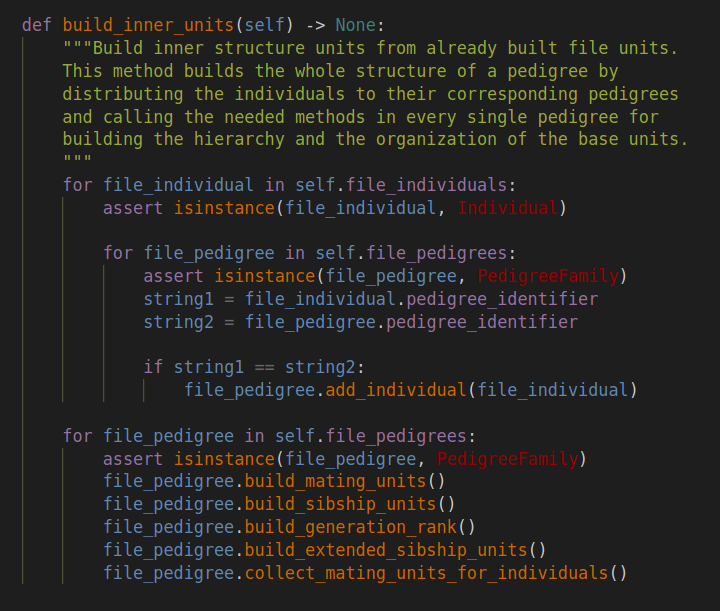 def build_inner_units(self) -> None:
    """Build inner structure units from already built file units.
    This method builds the whole structure of a pedigree by
    distributing the individuals to their corresponding pedigrees
    and calling the needed methods in every single pedigree for
    building the hierarchy and the organization of the base units.
    """
    for file_individual in self.file_individuals:
        assert isinstance(file_individual, Individual)

        for file_pedigree in self.file_pedigrees:
            assert isinstance(file_pedigree, PedigreeFamily)
            string1 = file_individual.pedigree_identifier
            string2 = file_pedigree.pedigree_identifier

            if string1 == string2:
                file_pedigree.add_individual(file_individual)

    for file_pedigree in self.file_pedigrees:
        assert isinstance(file_pedigree, PedigreeFamily)
        file_pedigree.build_mating_units()
        file_pedigree.build_sibship_units()
        file_pedigree.build_generation_rank()
        file_pedigree.build_extended_sibship_units()
        file_pedigree.collect_mating_units_for_individuals()